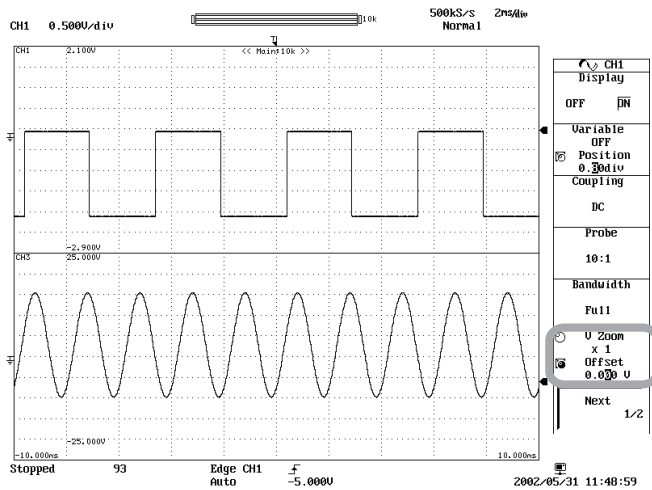 CH1 0.500V/div
10k
500kS/s 2ms/div
Normal
CH1 2.100V
<< Main:10k >>
-2.900V
CH3 25.000V
-25.000V
-10.000ms 10.000ms
Stopped 93 Edge CH1
Auto -5.000V
2002/05/31 11:48:59
CH1
Display
OFF ON
Variable
OFF
Position
0.30div
Coupling
DC
Probe
10:1
Bandwidth
Full
V Zoom
x 1
Offset
0.000 V
Next
1/2